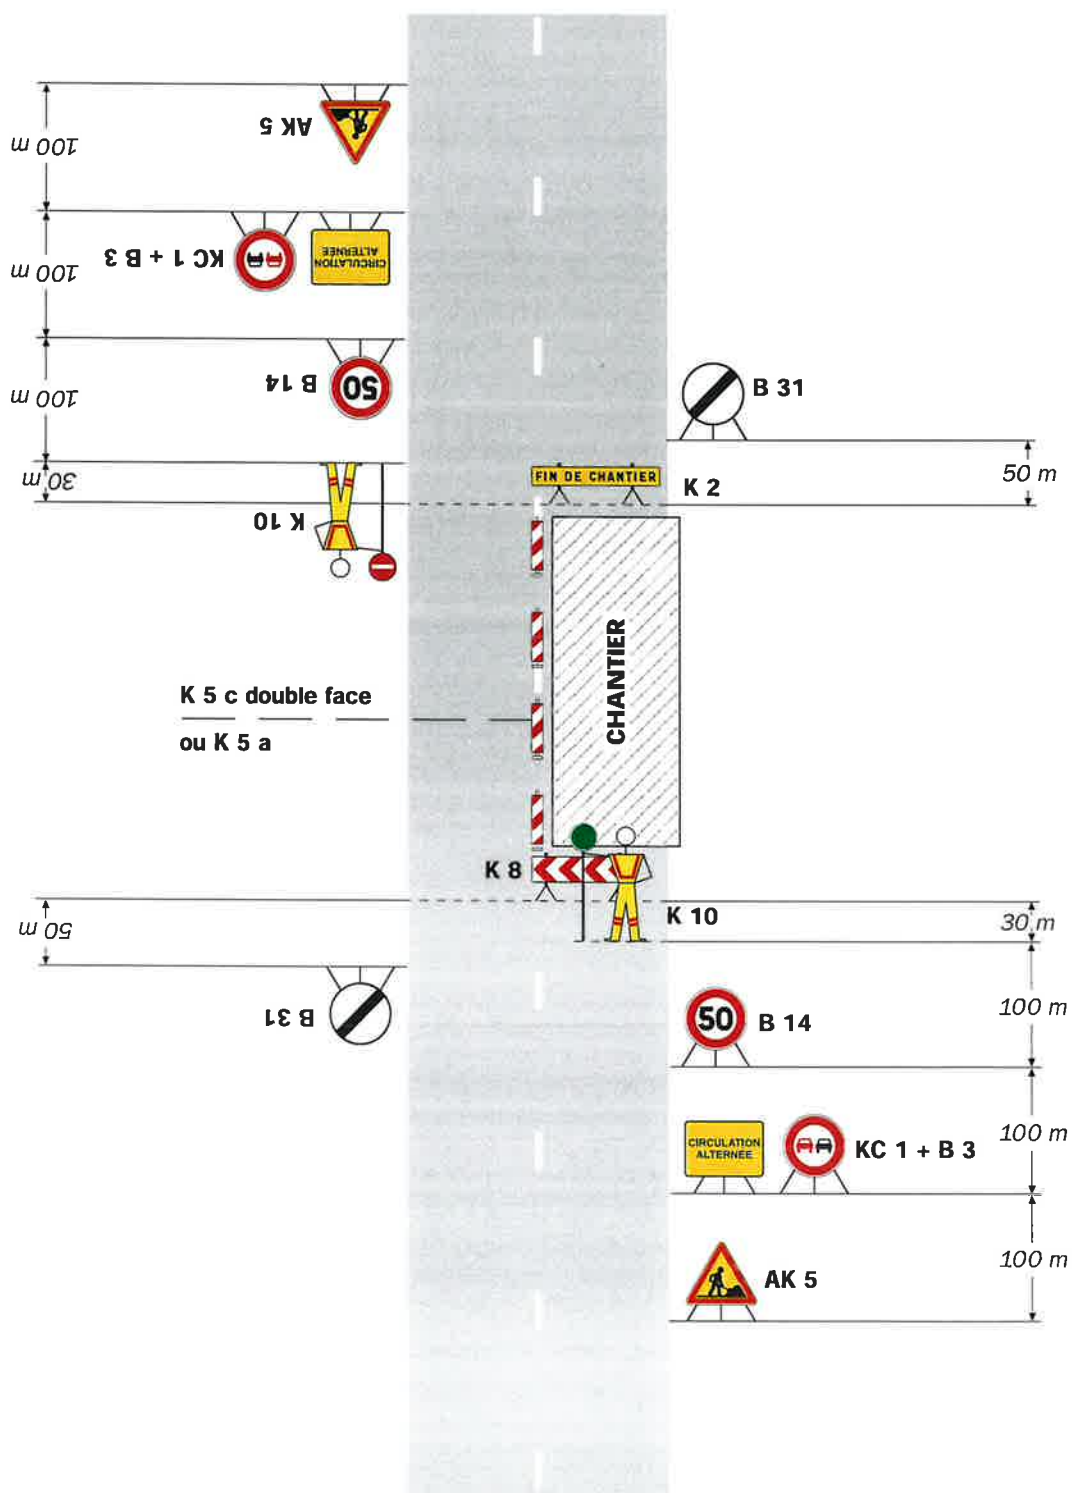 AK 5
100 m
KC 1 + B 3
CIRCULATION
ALTERNÉE
100 m
B 14
50
100 m
B 31
30 m
K 10
FIN DE CHANTIER
K 2
50 m
CHANTIER
K 5 c double face
ou K 5 a
K 8
K 10
30 m
50 m
B 31
50
B 14
100 m
CIRCULATION
ALTERNÉE
KC 1 + B 3
100 m
AK 5
100 m